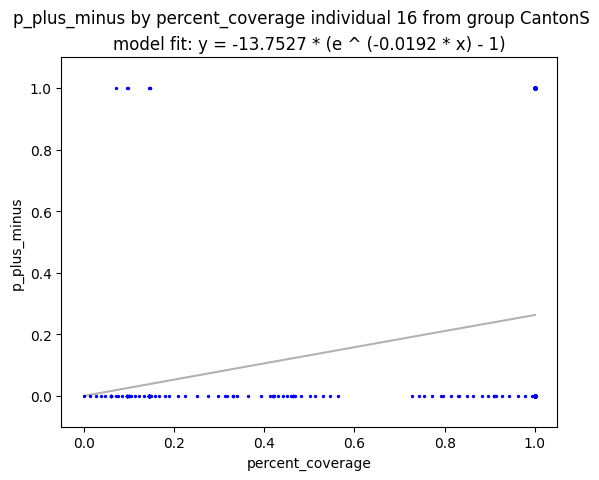 p_plus_minus by percent_coverage individual 16 from group CantonS
model fit: y = -13.7527 * (e ^ (-0.0192 * x) - 1)
1.0
0.8
0.6
0.4
0.2
0.0
p_plus_minus
0.0 0.2 0.4 0.6 0.8 1.0
percent_coverage